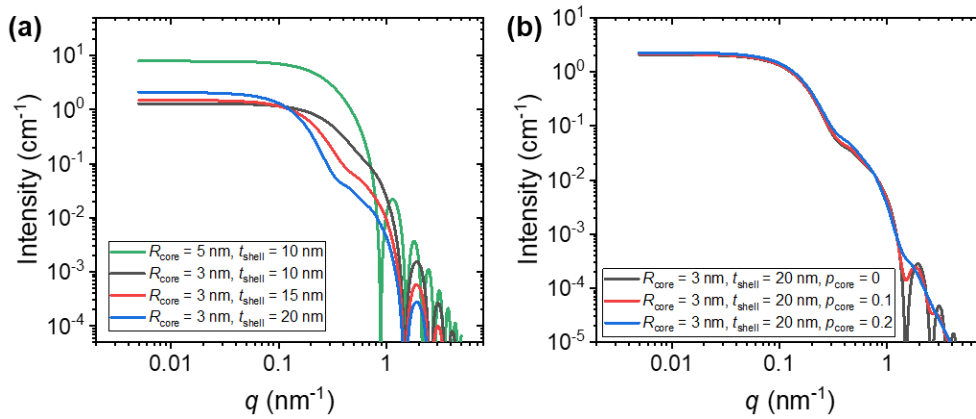 (a)
10^1
10^0
10^-1
10^-2
10^-3
10^-4
Intensity (cm^-1)
R_core = 5 nm, t_shell = 10 nm
R_core = 3 nm, t_shell = 10 nm
R_core = 3 nm, t_shell = 15 nm
R_core = 3 nm, t_shell = 20 nm
0.01 0.1 1
q (nm^-1)
(b)
10^1
10^0
10^-1
10^-2
10^-3
10^-4
10^-5
Intensity (cm^-1)
R_core = 3 nm, t_shell = 20 nm, p_core = 0
R_core = 3 nm, t_shell = 20 nm, p_core = 0.1
R_core = 3 nm, t_shell = 20 nm, p_core = 0.2
0.01 0.1 1
q (nm^-1)